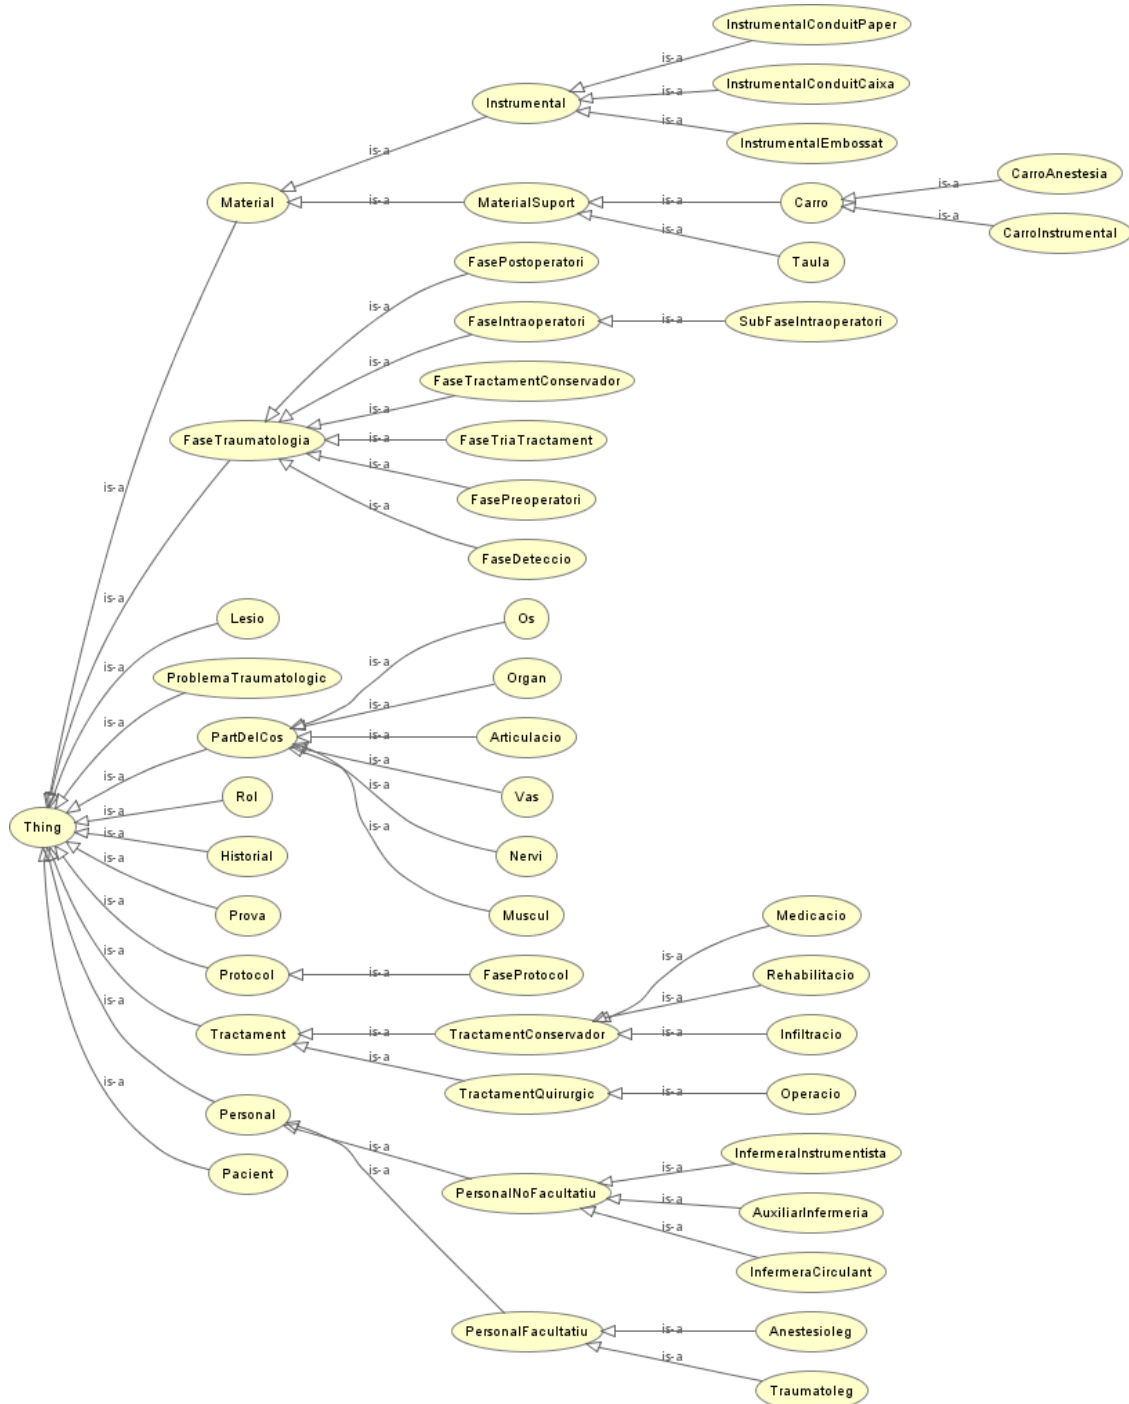 InstrumentalConduitPaper
is-a
InstrumentalConduitCaixa
is-a
Instrumental
is-a
InstrumentalEmbossat
is-a
CarroAnestesia
is-a
Material
is-a
MaterialSuport
is-a
Carro
is-a
CarroInstrumental
is-a
FasePostoperatori
Taula
is-a
FaseIntraoperatori
is-a
SubFaseIntraoperatori
is-a
FaseTractamentConservador
is-a
FaseTraumatologia
is-a
FaseTriaTractament
is-a
is-a
FasePreoperatori
is-a
FaseDeteccio
is-a
Lesio
Os
is-a
is-a
ProblemaTraumatologic
Organ
is-a
is-a
PartDelCos
is-a
Articulacio
is-a
is-a
Rol
is-a
Vas
is-a
Thing
is-a
is-a
Historial
Nervi
is-a
Prova
Muscul
Medicacio
is-a
is-a
Protocol
is-a
FaseProtocol
Rehabilitacio
is-a
is-a
Tractament
is-a
TractamentConservador
is-a
Infiltracio
is-a
is-a
TractamentQuirurgic
is-a
Operacio
Personal
is-a
is-a
InfermeraInstrumentista
is-a
Pacient
is-a
PersonalNoFacultatiu
is-a
AuxiliarInfermeria
is-a
InfermeraCirculant
PersonalFacultatiu
is-a
Anestesioleg
is-a
Traumatoleg